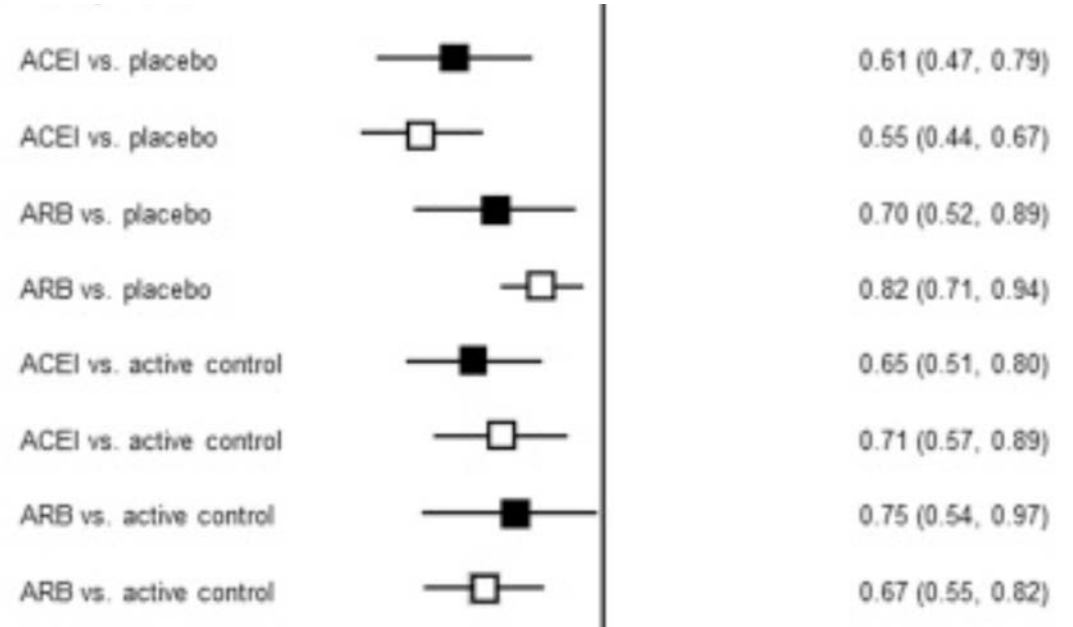 ACEI vs. placebo 0.61 (0.47, 0.79)
ACEI vs. placebo 0.55 (0.44, 0.67)
ARB vs. placebo 0.70 (0.52, 0.89)
ARB vs. placebo 0.82 (0.71, 0.94)
ACEI vs. active control 0.65 (0.51, 0.80)
ACEI vs. active control 0.71 (0.57, 0.89)
ARB vs. active control 0.75 (0.54, 0.97)
ARB vs. active control 0.67 (0.55, 0.82)